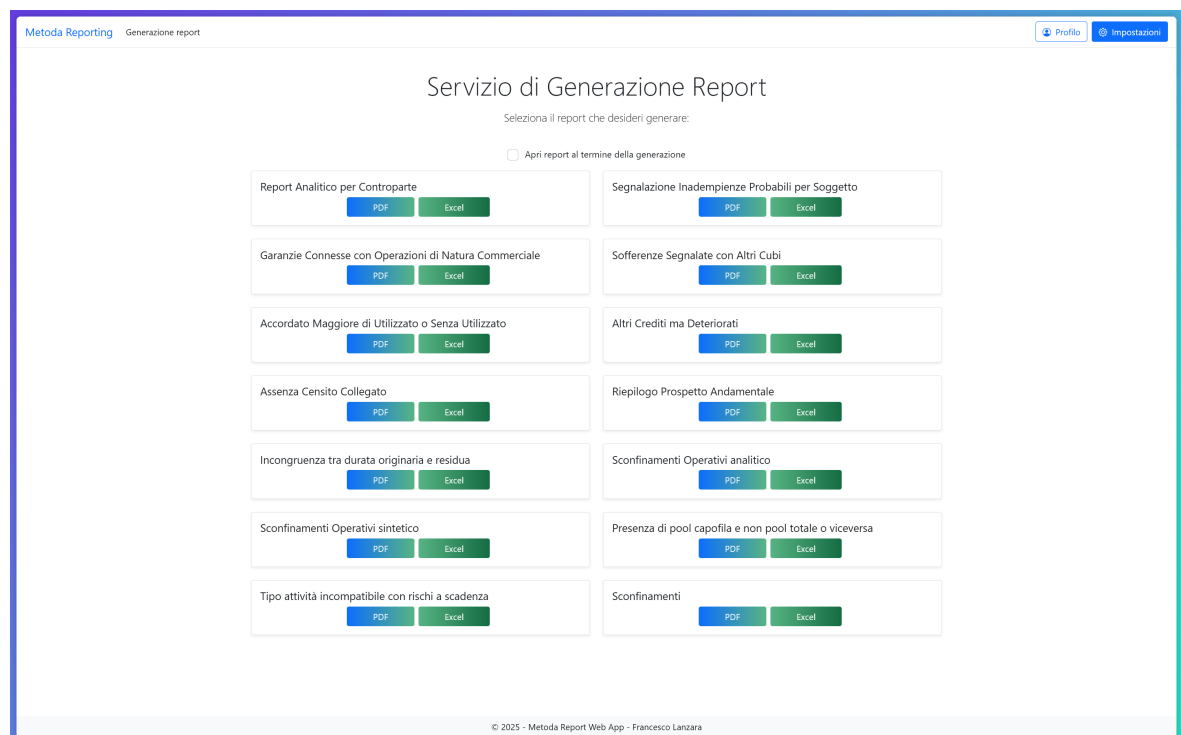 Metoda Reporting Generazione report Profilo Impostazioni
Servizio di Generazione Report
Seleziona il report che desideri generare:
Apri report al termine della generazione
Report Analitico per Controparte
PDF Excel
Segnalazione Inadempienze Probabili per Soggetto
PDF Excel
Garanzie Connesse con Operazioni di Natura Commerciale
PDF Excel
Sofferenze Segnalate con Altri Cubi
PDF Excel
Accordato Maggiore di Utilizzato o Senza Utilizzato
PDF Excel
Altri Crediti ma Deteriorati
PDF Excel
Assenza Censito Collegato
PDF Excel
Riepilogo Prospetto Andamentale
PDF Excel
Incongruenza tra durata originaria e residua
PDF Excel
Sconfinamenti Operativi analitico
PDF Excel
Sconfinamenti Operativi sintetico
PDF Excel
Presenza di pool capofila e non pool totale o viceversa
PDF Excel
Tipo attività incompatibile con rischi a scadenza
PDF Excel
Sconfinamenti
PDF Excel
© 2025 - Metoda Report Web App - Francesco Lanzara